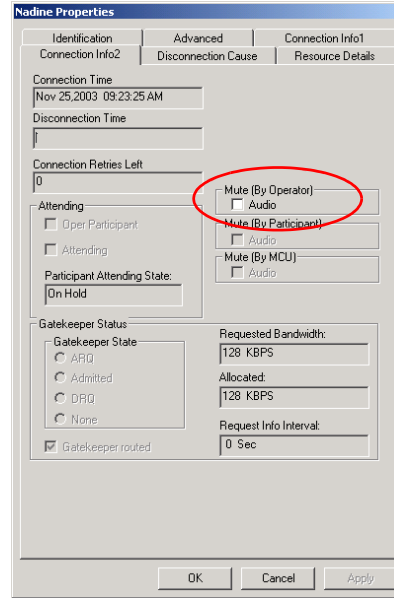 Nadine Properties
Identification Advanced Connection Info1
Connection Info2 Disconnection Cause Resource Details
Connection Time
Nov 25,2003 09:23:25 AM
Disconnection Time
Connection Retries Left
0
Mute (By Operator)
Audio
Attending
Oper Participant
Mute (By Participant)
Audio
Attending
Mute (By MCU)
Audio
Participant Attending
State:
On Hold
Gatekeeper Status
Gatekeeper State
ARQ
Admitted
DRQ
None
Gatekeeper routed
Requested
Bandwidth:
128 KBPS
Allocated:
128 KBPS
Request Info Interval:
0 Sec
OK Cancel Apply